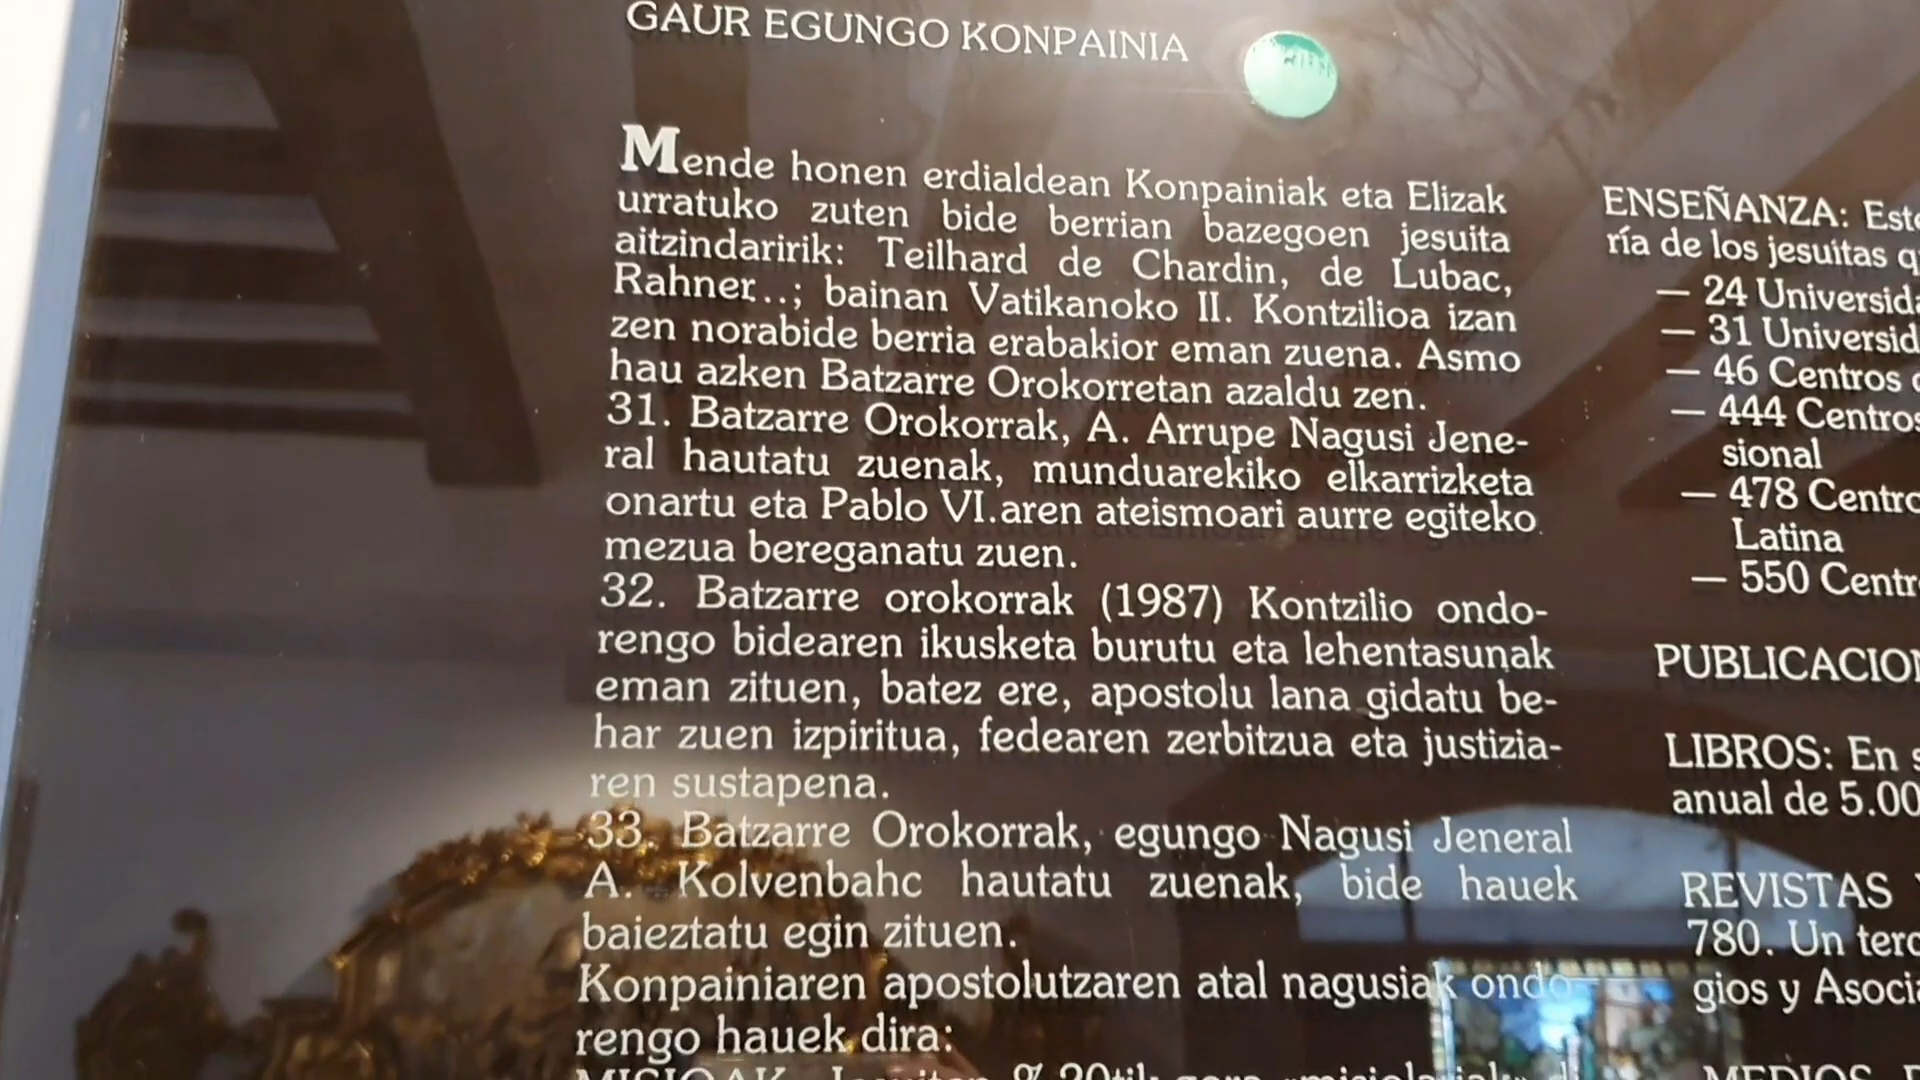 GAUR EGUNGO KONPAINIA
Mende honen erdialdean Konpainiak eta Elizak
urratuko zuten bide berrian bazegoen jesuita
aitzindaririk: Teilhard de Chardin, de Lubac,
Rahner...; bainan Vatikanoko II. Kontzilioa izan
zen norabide berria erabakior eman zuena. Asmo
hau azken Batzarre Orokorretan azaldu zen.
31. Batzarre Orokorrak, A. Arrupe Nagusi Jene-
ral hautatu zuenak, munduarekiko elkarrizketa
onartu eta Pablo VI.aren ateismoari aurre egiteko
mezua bereganatu zuen.
32. Batzarre orokorrak (1987) Kontzilio ondo-
rengo bidearen ikusketa burutu eta lehentasunak
eman zituen, batez ere, apostolu lana gidatu be-
har zuen izpiritua, fedearen zerbitzua eta justizia-
ren sustapena.
33. Batzarre Orokorrak, egungo Nagusi Jeneral
A. Kolvenbahc hautatu zuenak, bide hauek
baieztatu egin zituen.
Konpainiaren apostolutzaren atal nagusiak ondo-
rengo hauek dira:
ENSEÑANZA:
ría de los jesuitas
— 24
— 31
— 46 Centros
— 444 Centros
sional
— 478
Latina
— 550
LIBROS: En
anual de
REVISTAS
780. Un
gios y
MEDIOS